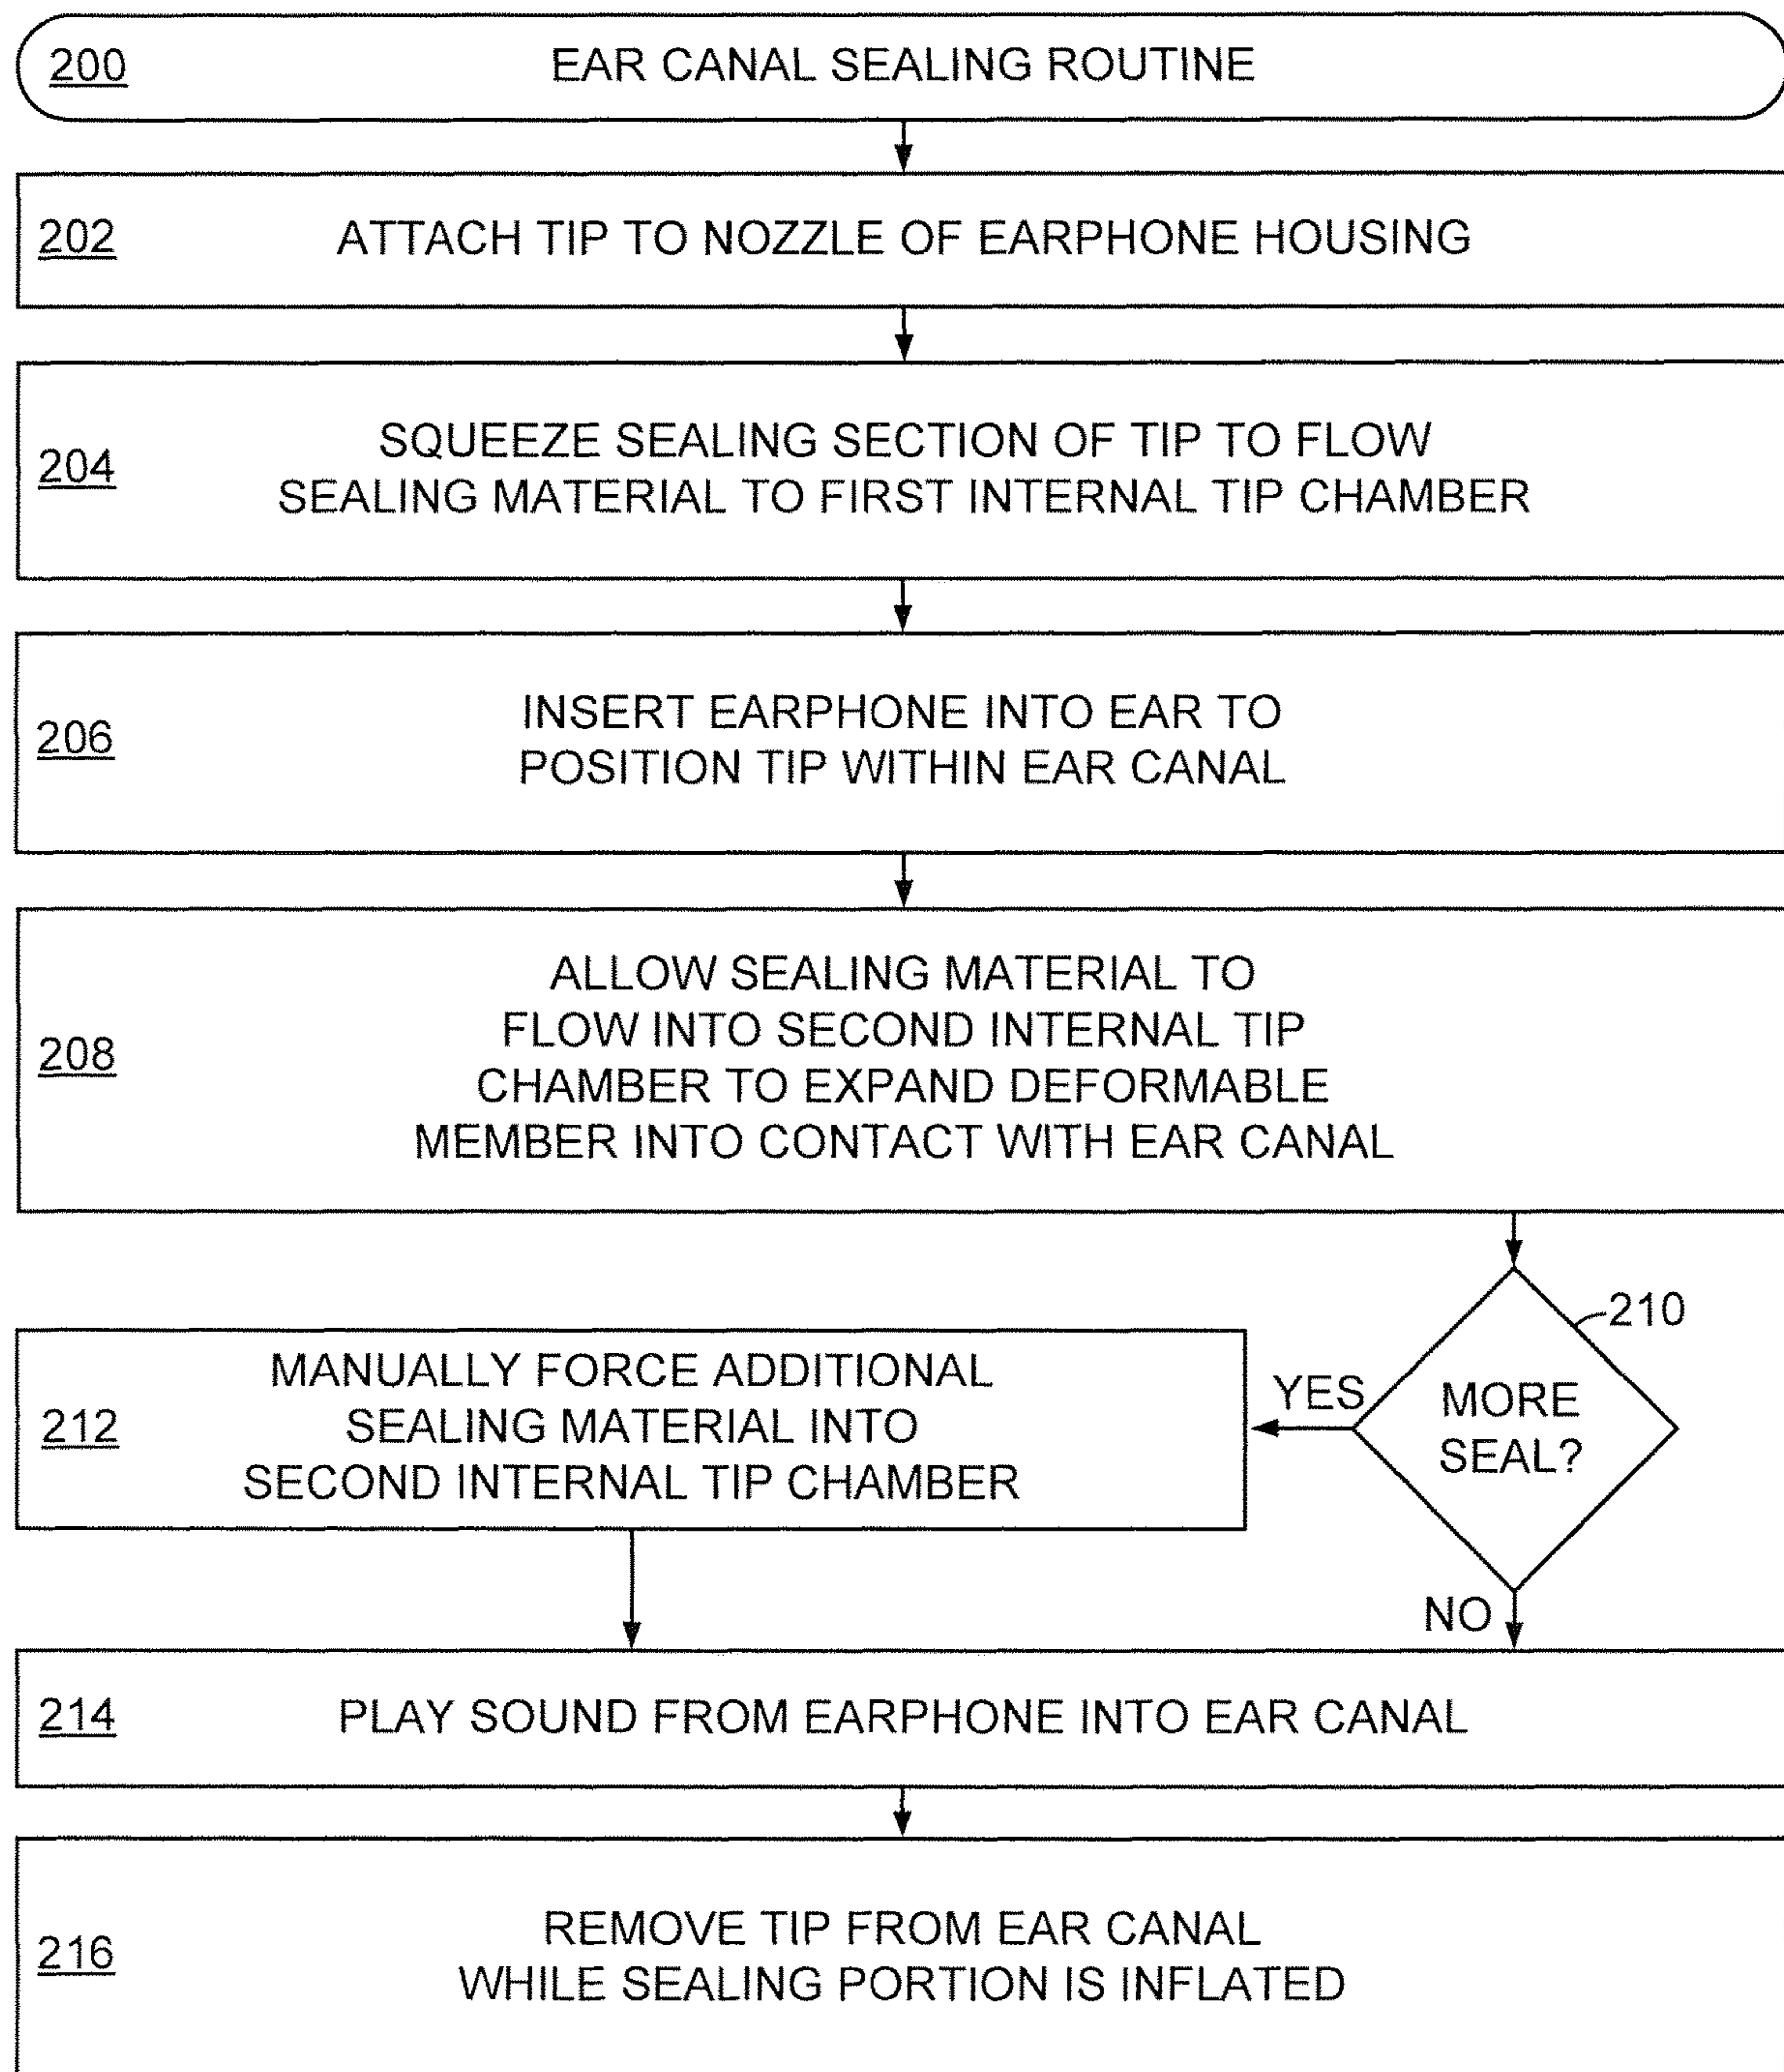 200 EAR CANAL SEALING ROUTINE
202 ATTACH TIP TO NOZZLE OF EARPHONE HOUSING
204
SQUEEZE SEALING SECTION OF TIP TO FLOW
SEALING MATERIAL TO FIRST INTERNAL TIP CHAMBER
206
INSERT EARPHONE INTO EAR TO
POSITION TIP WITHIN EAR CANAL
208
ALLOW SEALING MATERIAL TO
FLOW INTO SECOND INTERNAL TIP
CHAMBER TO EXPAND DEFORMABLE
MEMBER INTO CONTACT WITH EAR CANAL
210
MORE
SEAL?
YES
212
MANUALLY FORCE ADDITIONAL
SEALING MATERIAL INTO
SECOND INTERNAL TIP CHAMBER
NO
214 PLAY SOUND FROM EARPHONE INTO EAR CANAL
216
REMOVE TIP FROM EAR CANAL
WHILE SEALING PORTION IS INFLATED